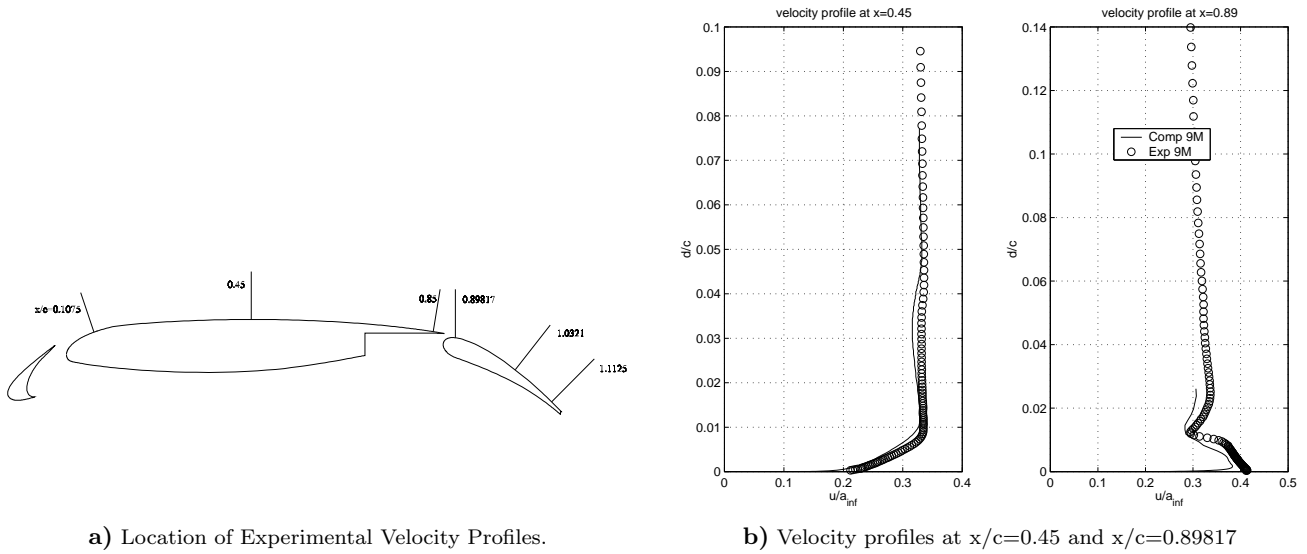 x/c=0.1075
0.45
0.85
0.89817
1.0321
1.1125
a) Location of Experimental Velocity Profiles.
velocity profile at x=0.45
0.1
0.09
0.08
0.07
0.06
0.05
0.04
0.03
0.02
0.01
0
d/c
0 0.1 0.2 0.3 0.4
u/a_inf
velocity profile at x=0.89
0.14
0.12
0.1
0.08
0.06
0.04
0.02
0
d/c
Comp 9M
Exp 9M
0 0.1 0.2 0.3 0.4 0.5
u/a_inf
b) Velocity profiles at x/c=0.45 and x/c=0.89817